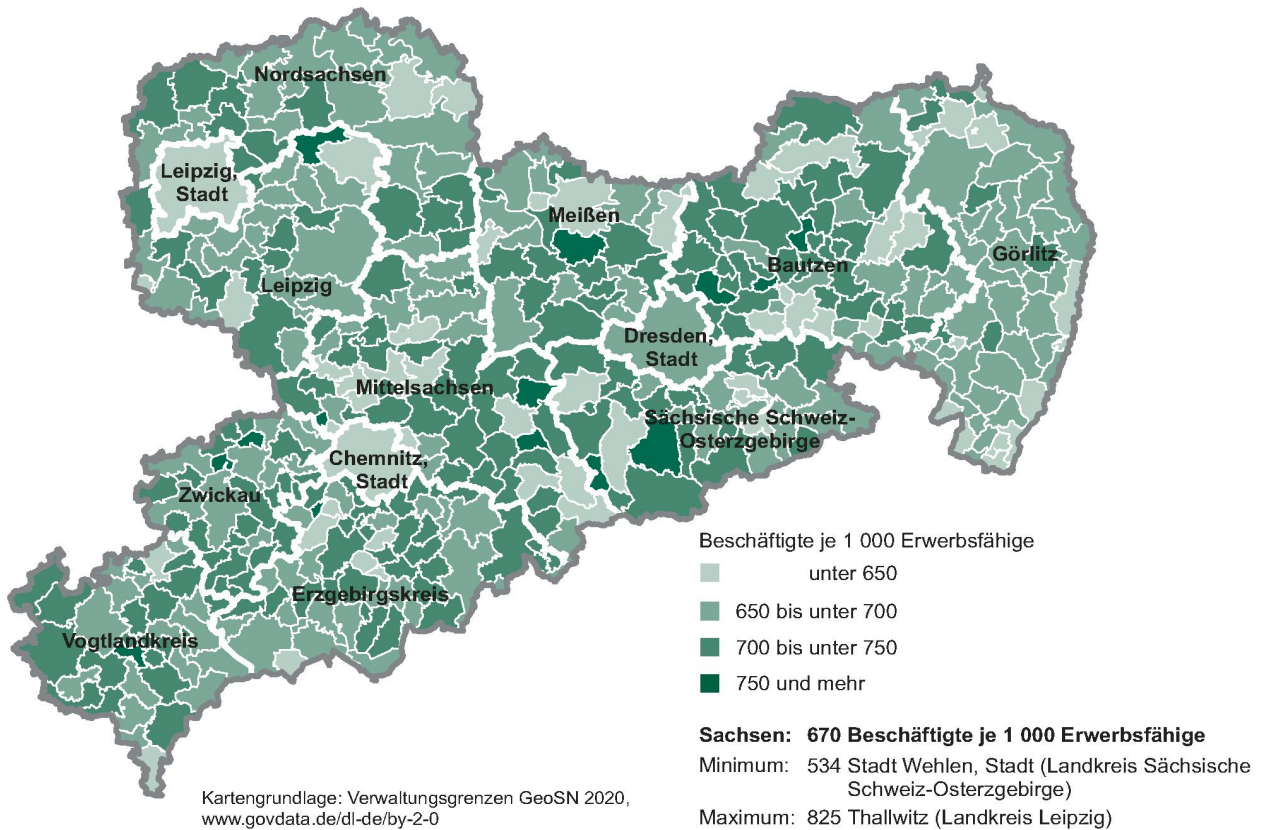 Nordsachsen
Leipzig,
Stadt
Meißen
Bautzen
Görlitz
Leipzig
Dresden,
Stadt
Mittelsachsen
Sächsische Schweiz-
Osterzgebirge
Chemnitz,
Stadt
Zwickau
Erzgebirgskreis
Vogtlandkreis
Beschäftigte je 1 000 Erwerbsfähige
unter 650
650 bis unter 700
700 bis unter 750
750 und mehr
Sachsen: 670 Beschäftigte je 1 000 Erwerbsfähige
Minimum: 534 Stadt Wehlen, Stadt (Landkreis Sächsische
Schweiz-Osterzgebirge)
Maximum: 825 Thallwitz (Landkreis Leipzig)
Kartengrundlage: Verwaltungsgrenzen GeoSN 2020,
www.govdata.de/dl-de/by-2-0